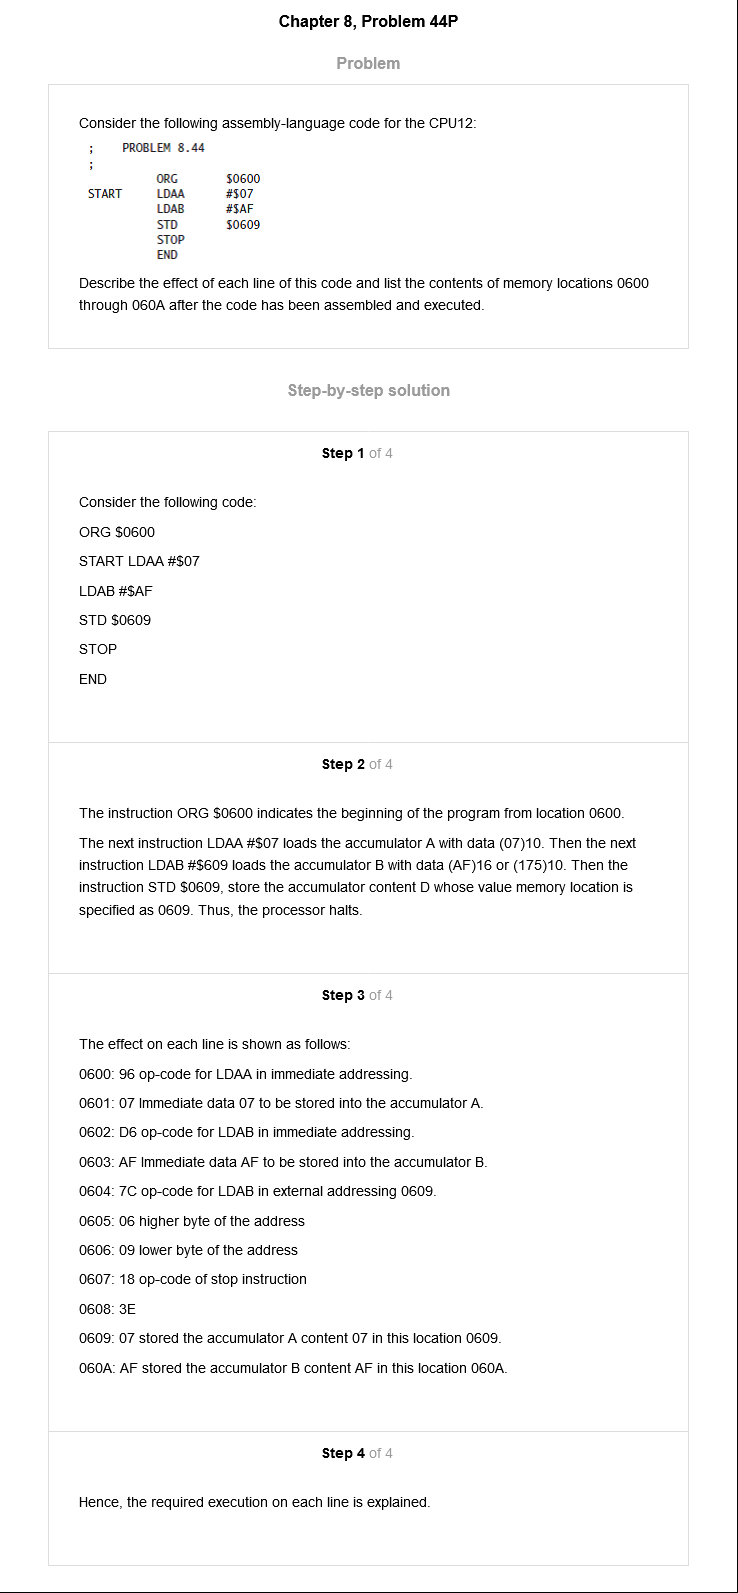 Chapter 8, Problem 44P
Problem
Consider the following assembly-language code for the CPU12:
; PROBLEM 8.44
;
ORG $0600
START LDAA #$07
LDAB #$AF
STD $0609
STOP
END
Describe the effect of each line of this code and list the contents of memory locations 0600
through 060A after the code has been assembled and executed.
Step-by-step solution
Step 1 of 4
Consider the following code:
ORG $0600
START LDAA #$07
LDAB #$AF
STD $0609
STOP
END
Step 2 of 4
The instruction ORG $0600 indicates the beginning of the program from location 0600.
The next instruction LDAA #$07 loads the accumulator A with data (07)10. Then the next
instruction LDAB #$609 loads the accumulator B with data (AF)16 or (175)10. Then the
instruction STD $0609, store the accumulator content D whose value memory location is
specified as 0609. Thus, the processor halts.
Step 3 of 4
The effect on each line is shown as follows:
0600: 96 op-code for LDAA in immediate addressing.
0601: 07 Immediate data 07 to be stored into the accumulator A.
0602: D6 op-code for LDAB in immediate addressing.
0603: AF Immediate data AF to be stored into the accumulator B.
0604: 7C op-code for LDAB in external addressing 0609.
0605: 06 higher byte of the address
0606: 09 lower byte of the address
0607: 18 op-code of stop instruction
0608: 3E
0609: 07 stored the accumulator A content 07 in this location 0609.
060A: AF stored the accumulator B content AF in this location 060A.
Step 4 of 4
Hence, the required execution on each line is explained.